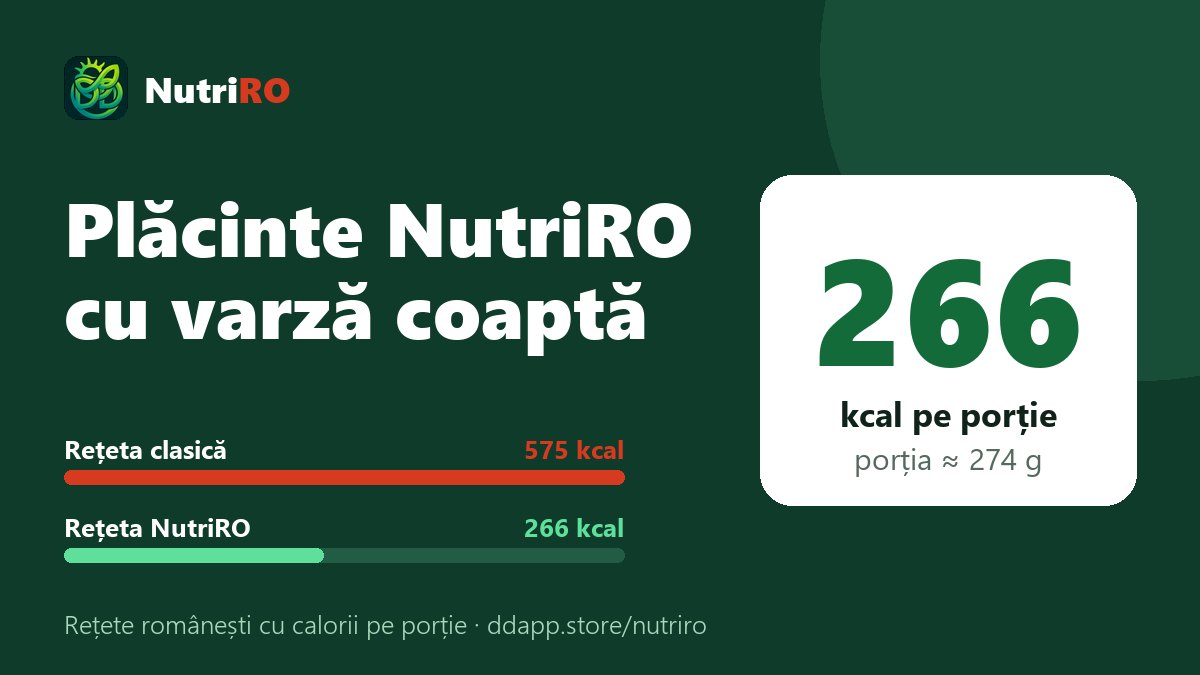 NutriRO
Plăcinte NutriRO
cu varză coaptă
266
kcal pe porție
porția ≈ 274 g
Rețeta clasică 575 kcal
Rețeta NutriRO 266 kcal
Rețete românești cu calorii pe porție · ddapp.store/nutriro